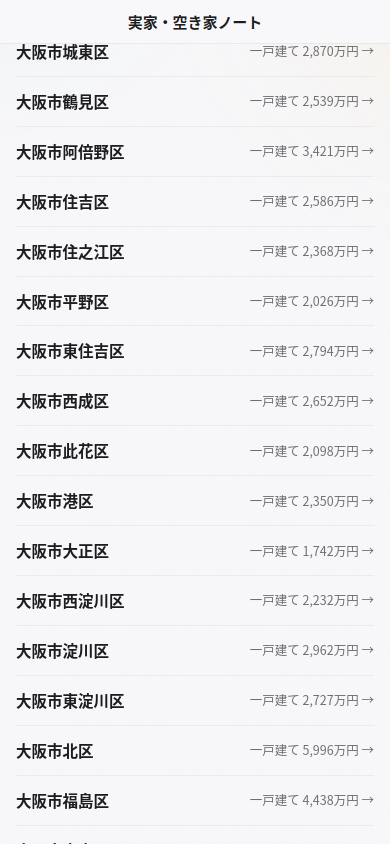 実家・空き家ノート
大阪市城東区 一戸建て 2,870万円 →
大阪市鶴見区 一戸建て 2,539万円 →
大阪市阿倍野区 一戸建て 3,421万円 →
大阪市住吉区 一戸建て 2,586万円 →
大阪市住之江区 一戸建て 2,368万円 →
大阪市平野区 一戸建て 2,026万円 →
大阪市東住吉区 一戸建て 2,794万円 →
大阪市西成区 一戸建て 2,652万円 →
大阪市此花区 一戸建て 2,098万円 →
大阪市港区 一戸建て 2,350万円 →
大阪市大正区 一戸建て 1,742万円 →
大阪市西淀川区 一戸建て 2,232万円 →
大阪市淀川区 一戸建て 2,962万円 →
大阪市東淀川区 一戸建て 2,727万円 →
大阪市北区 一戸建て 5,996万円 →
大阪市福島区 一戸建て 4,438万円 →